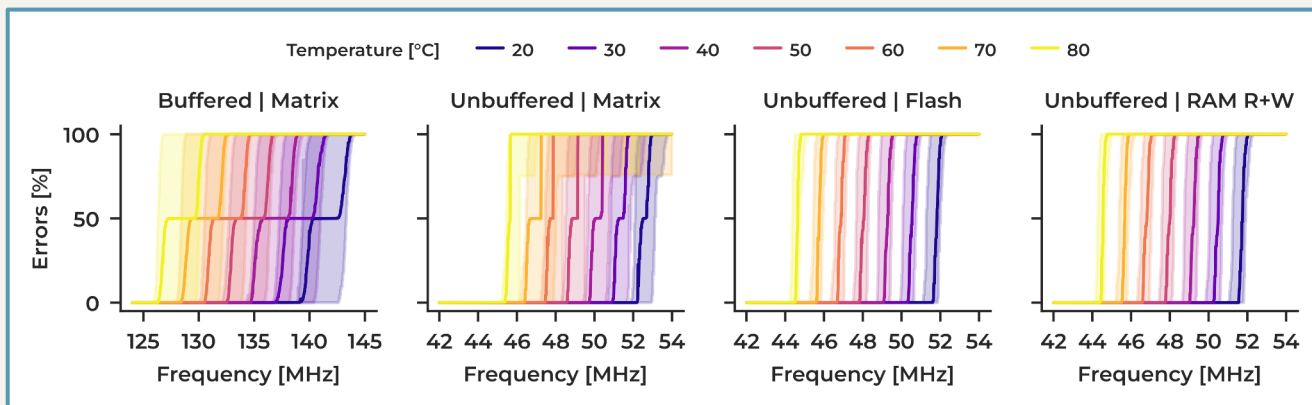 Temperature [°C] 20 30 40 50 60 70 80
Buffered | Matrix Unbuffered | Matrix Unbuffered | Flash Unbuffered | RAM R+W
Errors [%]
100
50
0
125 130 135 140 145 42 44 46 48 50 52 54 42 44 46 48 50 52 54 42 44 46 48 50 52 54
Frequency [MHz] Frequency [MHz] Frequency [MHz] Frequency [MHz]